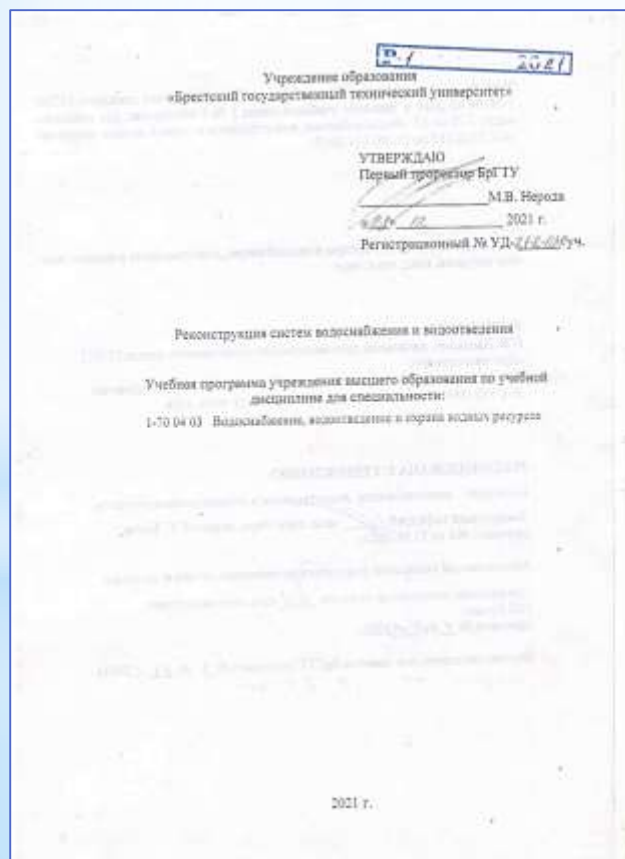 2021
Учреждение образования
«Брестский государственный технический университет»
УТВЕРЖДАЮ
Первый проректор БрГТУ
М.В. Нерода
2021 г.
Регистрационный № УД- уч.
Реконструкция систем водоснабжения и водоотведения
Учебная программа учреждения высшего образования по учебной
дисциплине для специальности:
1-70 04 03 Водоснабжение, водоотведение и охрана водных ресурсов
2021 г.